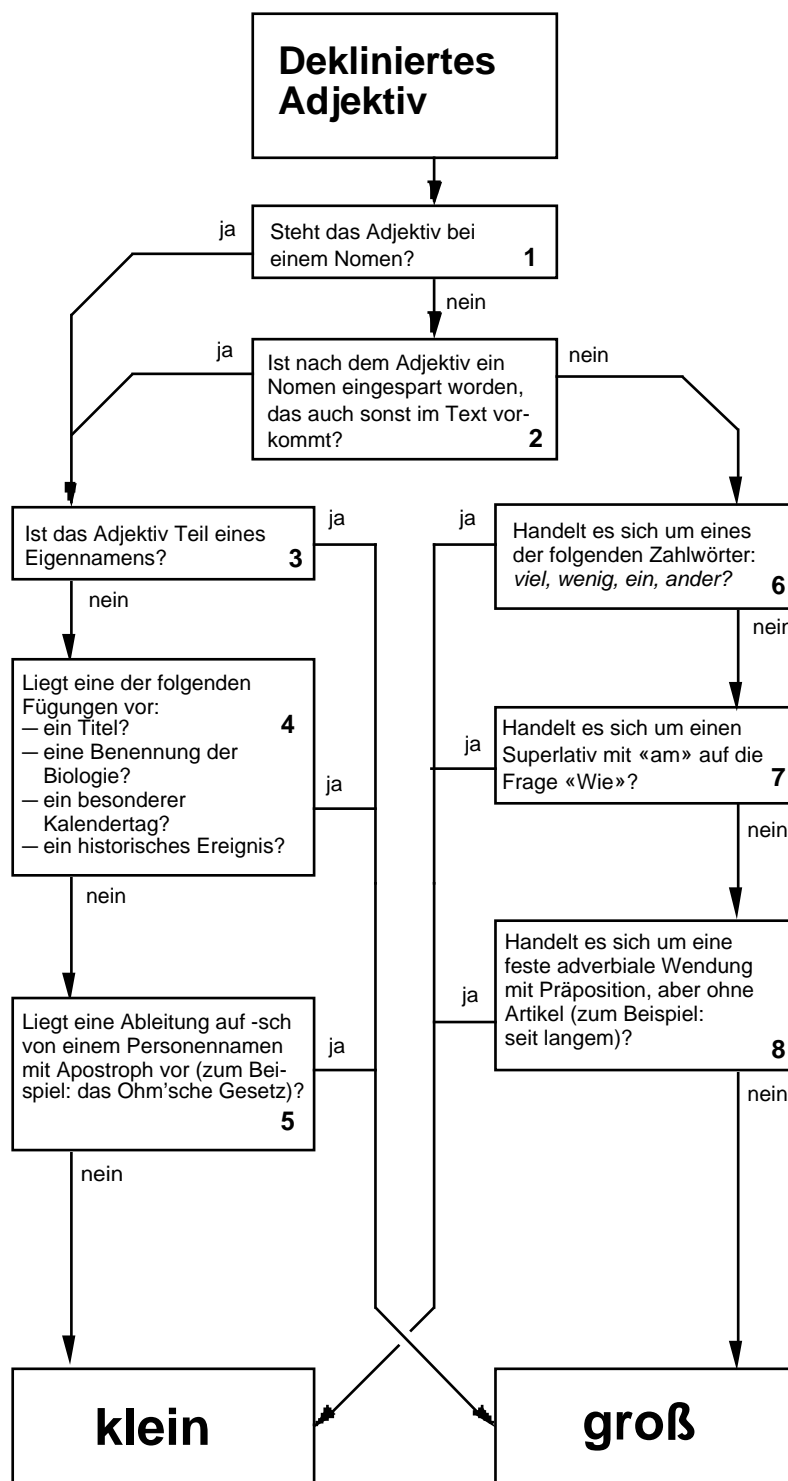 Dekliniertes
Adjektiv
ja
Steht das Adjektiv bei
einem Nomen?
1
nein
ja
Ist nach dem Adjektiv ein
Nomen eingespart worden,
das auch sonst im Text vor-
kommt?
2
nein
Ist das Adjektiv Teil eines
Eigennamens?
3
ja
nein
Liegt eine der folgenden
Fügungen vor:
4
— ein Titel?
— eine Benennung der
Biologie?
— ein besonderer
Kalendertag?
— ein historisches Ereignis?
ja
nein
Liegt eine Ableitung auf -sch
von einem Personennamen
mit Apostroph vor (zum Bei-
spiel: das Ohm'sche Gesetz)?
5
ja
nein
ja
Handelt es sich um eines
der folgenden Zahlwörter:
viel, wenig, ein, ander?
6
nein
ja
Handelt es sich um einen
Superlativ mit «am» auf die
Frage «Wie»?
7
nein
ja
Handelt es sich um eine
feste adverbiale Wendung
mit Präposition, aber ohne
Artikel (zum Beispiel:
seit langem)?
8
nein
klein
groß